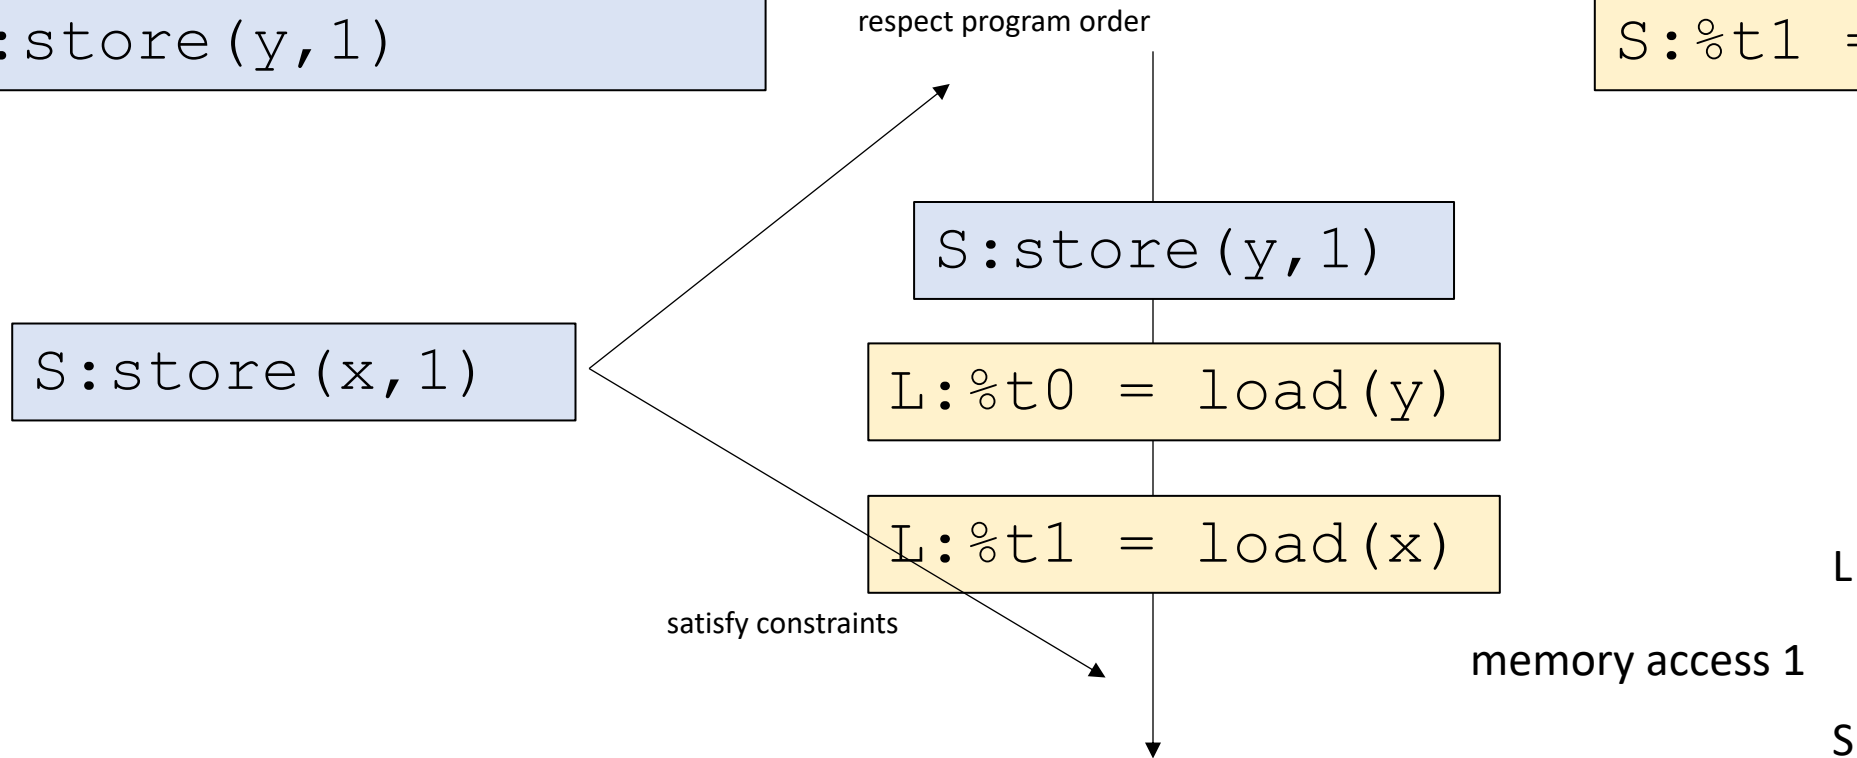 :store(y,1)
respect program order
S:%t1 =
S:store(y,1)
S:store(x,1)
L:%t0 = load(y)
L:%t1 = load(x)
L
satisfy constraints
memory access 1
S